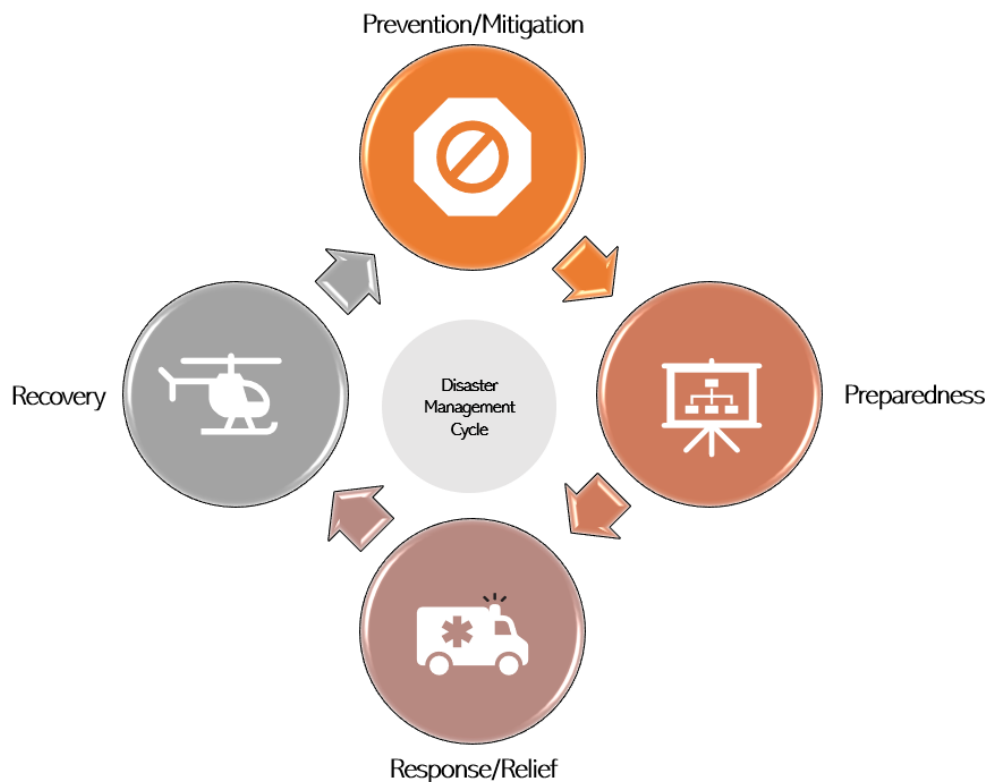 Prevention/Mitigation
Recovery
Disaster
Management
Cycle
Preparedness
Response/Relief